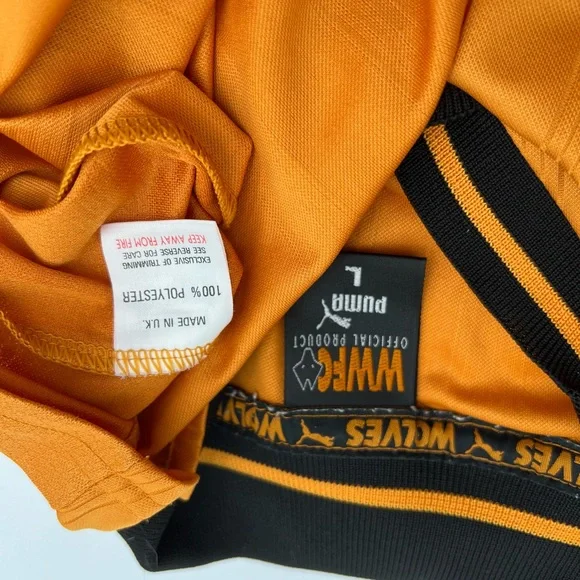 MADE IN U.K.
100% POLYESTER
EXCLUSIVE OF TRIMMING
SEE REVERSE FOR CARE
KEEP AWAY FROM FIRE
WWFC
OFFICIAL PRODUCT
PUMA
L
WOLVES WOLVES WOLVES